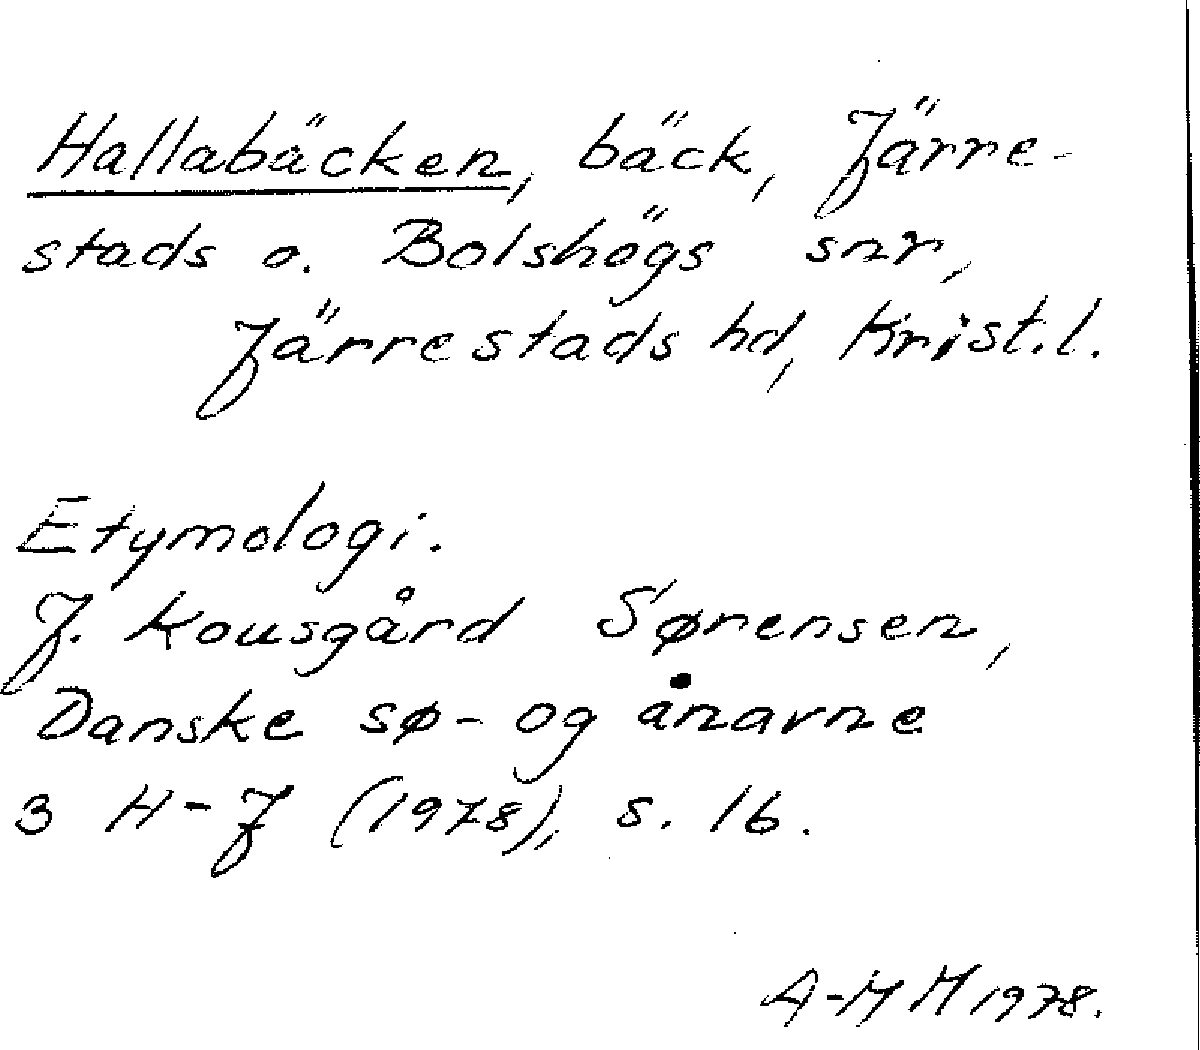 Hallabäcken, bäck, Järre-
stads o. Bolshögs snr,
Järrestads hd, Krist.l.
Etymologi.
J. Kousgård Sørensen,
Danske sø- og ånavne
3 H-J (1978), s. 16.
A-MH 1978.